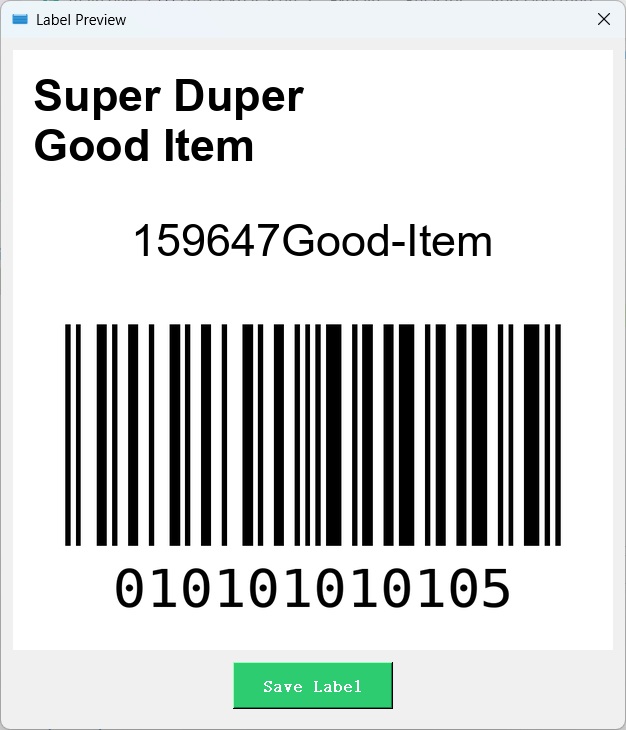 Label Preview
Super Duper
Good Item
159647Good-Item
010101010105
Save Label